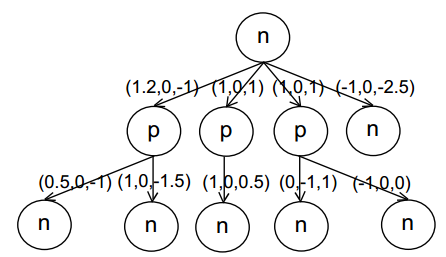 n
(1.2,0,-1) (1,0,1) (1,0,1) (-1,0,-2.5)
p p p n
(0.5,0,-1) (1,0,-1.5) (1,0,0.5) (0,-1,1) (-1,0,0)
n n n n n